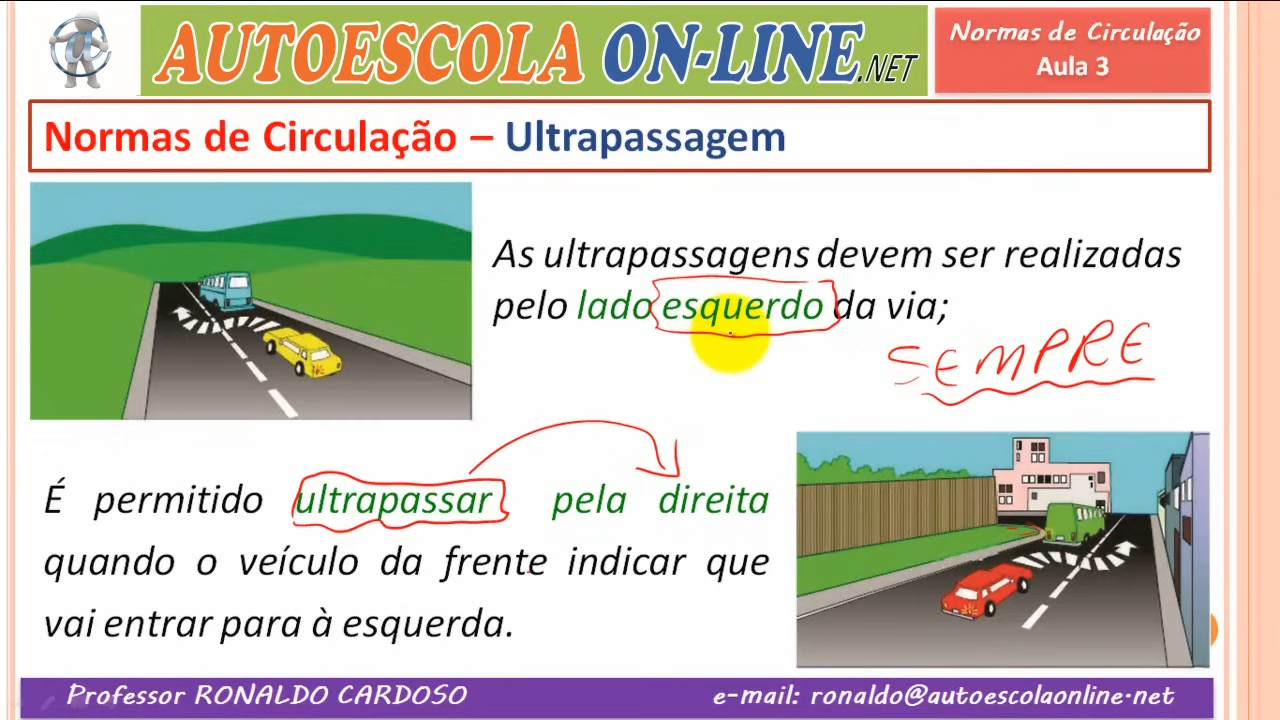 AUTOESCOLA ON-LINE.NET
Normas de Circulação
Aula 3
Normas de Circulação – Ultrapassagem
As ultrapassagens devem ser realizadas
pelo lado esquerdo da via;
SEMPRE
É permitido ultrapassar pela direita
quando o veículo da frente indicar que
vai entrar para à esquerda.
Professor RONALDO CARDOSO
e-mail: ronaldo@autoescolaonline.net